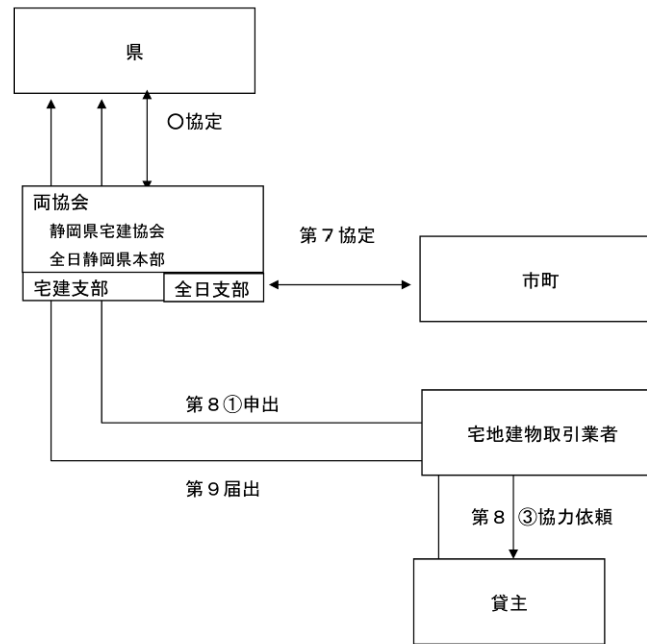 県
〇協定
両協会
静岡県宅建協会
全日静岡県本部
宅建支部
全日支部
第７協定
市町
第８①申出
宅地建物取引業者
第９届出
第８ ③協力依頼
貸主